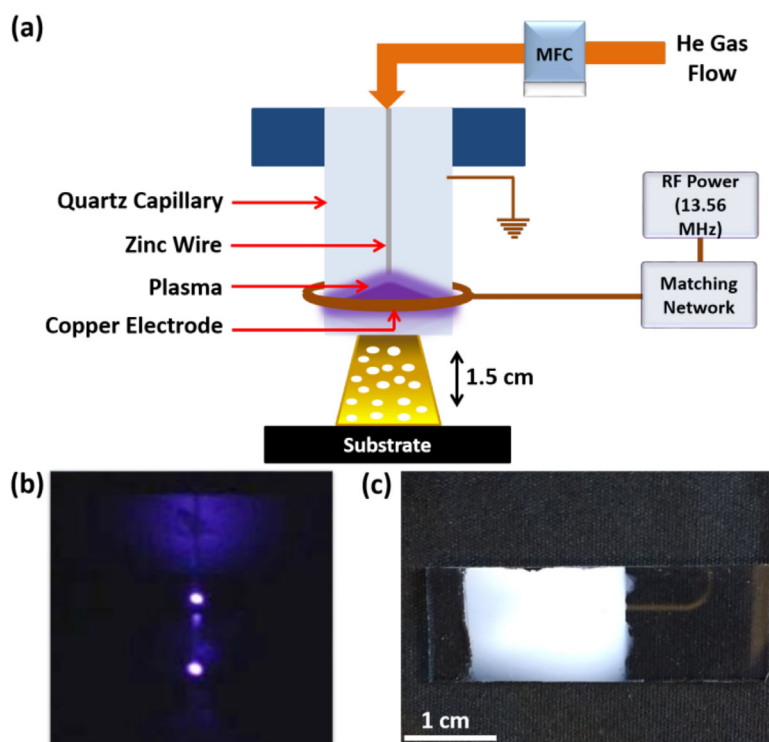 (a)
MFC
He Gas
Flow
Quartz Capillary
Zinc Wire
Plasma
Copper Electrode
RF Power
(13.56
MHz)
Matching
Network
1.5 cm
Substrate
(b)
(c)
1 cm